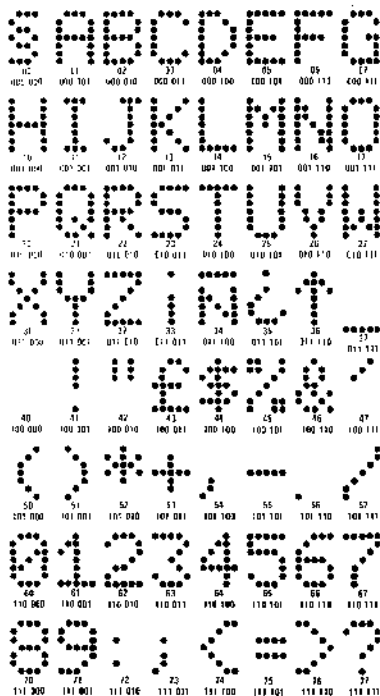 § A B C D E F G
00 01 02 03 04 05 06 07
000 000 000 001 000 010 000 011 000 100 000 101 000 110 000 111
H I J K L M N O
10 11 12 13 14 15 16 17
001 000 001 001 001 010 001 011 001 100 001 101 001 110 001 111
P Q R S T U V W
20 21 22 23 24 25 26 27
010 000 010 001 010 010 010 011 010 100 010 101 010 110 010 111
X Y Z ¡ Ñ ¿ ↑ _
30 31 32 33 34 35 36 37
011 000 011 001 011 010 011 011 011 100 011 101 011 110 011 111
! " £ $ % & '
40 41 42 43 44 45 46 47
100 000 100 001 100 010 100 011 100 100 100 101 100 110 100 111
( ) * + , - . /
50 51 52 53 54 55 56 57
101 000 101 001 101 010 101 011 101 100 101 101 101 110 101 111
0 1 2 3 4 5 6 7
60 61 62 63 64 65 66 67
110 000 110 001 110 010 110 011 110 100 110 101 110 110 110 111
8 9 : ; < = > ?
70 71 72 73 74 75 76 77
111 000 111 001 111 010 111 011 111 100 111 101 111 110 111 111